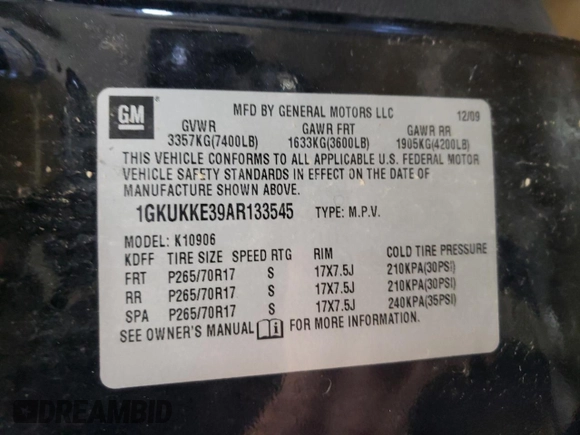 GM
MFD BY GENERAL MOTORS LLC 12/09
GVWR GAWR FRT GAWR RR
3357KG(7400LB) 1633KG(3600LB) 1905KG(4200LB)
THIS VEHICLE CONFORMS TO ALL APPLICABLE U.S. FEDERAL MOTOR
VEHICLE SAFETY STANDARDS IN EFFECT ON THE DATE OF
MANUFACTURE SHOWN ABOVE.
1GKUKKE39AR133545 TYPE: M.P.V.
MODEL: K10906
KDFF TIRE SIZE SPEED RTG RIM COLD TIRE PRESSURE
FRT P265/70R17 S 17X7.5J 210KPA(30PSI)
RR P265/70R17 S 17X7.5J 210KPA(30PSI)
SPA P265/70R17 S 17X7.5J 240KPA(35PSI)
SEE OWNER'S MANUAL i FOR MORE INFORMATION.
DREAMBID